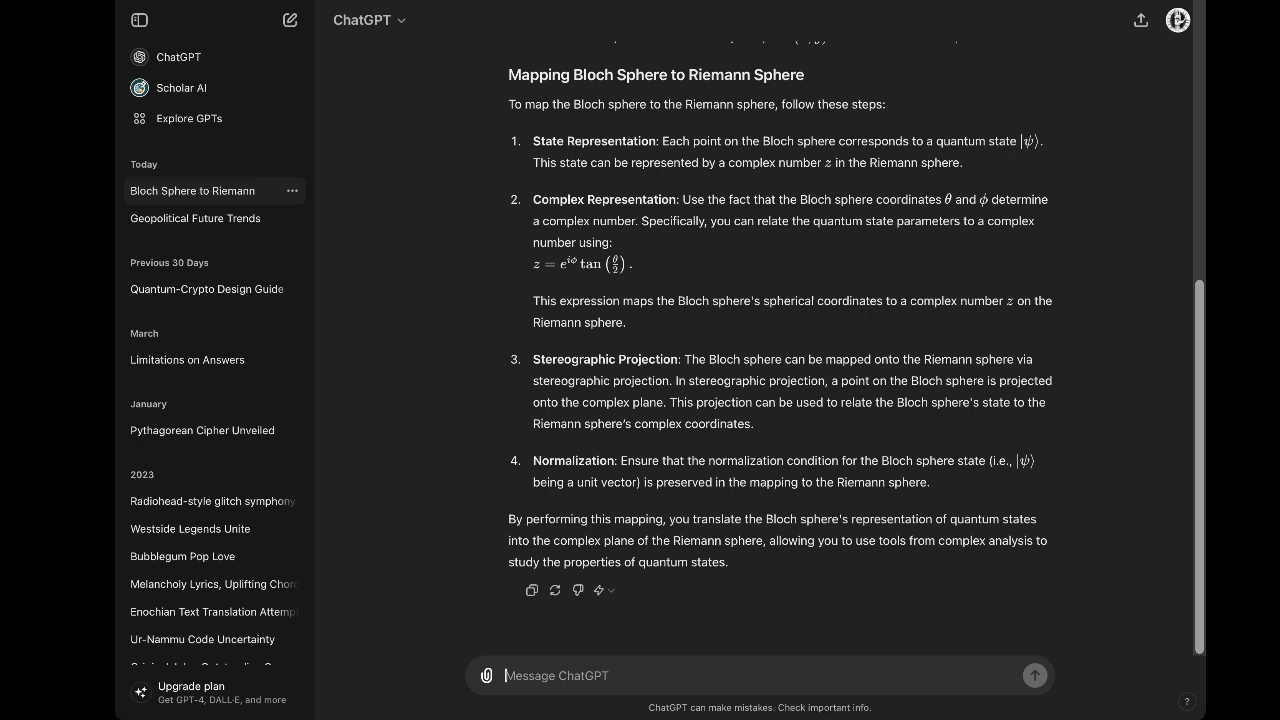 ChatGPT
Scholar AI
Explore GPTs
Today
Bloch Sphere to Riemann
Geopolitical Future Trends
Previous 30 Days
Quantum-Crypto Design Guide
March
Limitations on Answers
January
Pythagorean Cipher Unveiled
2023
Radiohead-style glitch symphony
Westside Legends Unite
Bubblegum Pop Love
Melancholy Lyrics, Uplifting Chor
Enochian Text Translation Attempt
Ur-Nammu Code Uncertainty
Upgrade plan
Get GPT-4, DALL·E, and more
ChatGPT
Mapping Bloch Sphere to Riemann Sphere
To map the Bloch sphere to the Riemann sphere, follow these steps:
1. State Representation: Each point on the Bloch sphere corresponds to a quantum state |ψ⟩.
This state can be represented by a complex number z in the Riemann sphere.
2. Complex Representation: Use the fact that the Bloch sphere coordinates θ and ϕ determine
a complex number. Specifically, you can relate the quantum state parameters to a complex
number using:
z = e^{iϕ} tan (θ/2) .
This expression maps the Bloch sphere's spherical coordinates to a complex number z on the
Riemann sphere.
3. Stereographic Projection: The Bloch sphere can be mapped onto the Riemann sphere via
stereographic projection. In stereographic projection, a point on the Bloch sphere is projected
onto the complex plane. This projection can be used to relate the Bloch sphere's state to the
Riemann sphere's complex coordinates.
4. Normalization: Ensure that the normalization condition for the Bloch sphere state (i.e., |ψ⟩
being a unit vector) is preserved in the mapping to the Riemann sphere.
By performing this mapping, you translate the Bloch sphere's representation of quantum states
into the complex plane of the Riemann sphere, allowing you to use tools from complex analysis to
study the properties of quantum states.
Message ChatGPT
ChatGPT can make mistakes. Check important info.
?